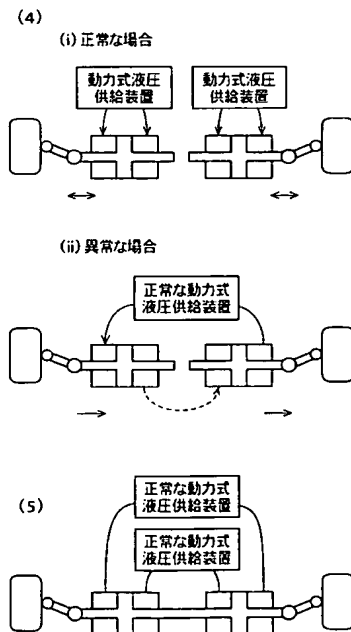 (4)
(i) 正常な場合
動力式液圧
供給装置
動力式液圧
供給装置
(ii) 異常な場合
正常な動力式
液圧供給装置
(5)
正常な動力式
液圧供給装置
正常な動力式
液圧供給装置